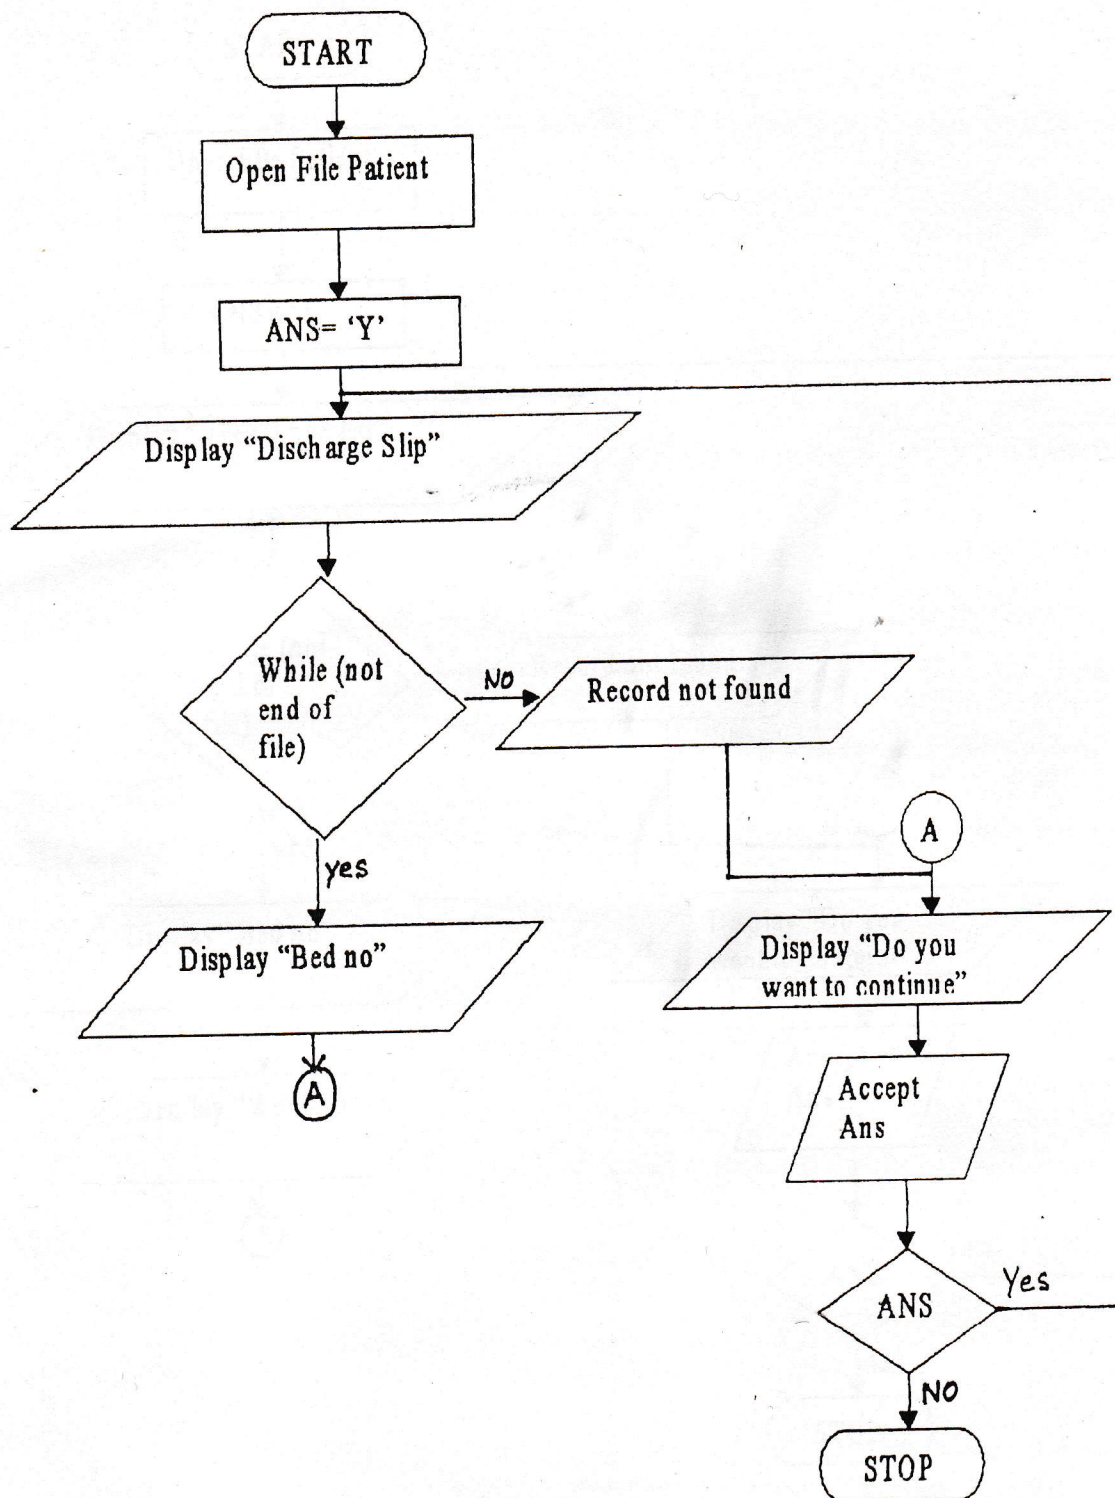 START
Open File Patient
ANS= ‘Y’
Display “Discharge Slip”
While (not
end of
file)
No
Record not found
yes
Display “Bed no”
A
A
Display “Do you
want to continue”
Accept
Ans
ANS
Yes
NO
STOP